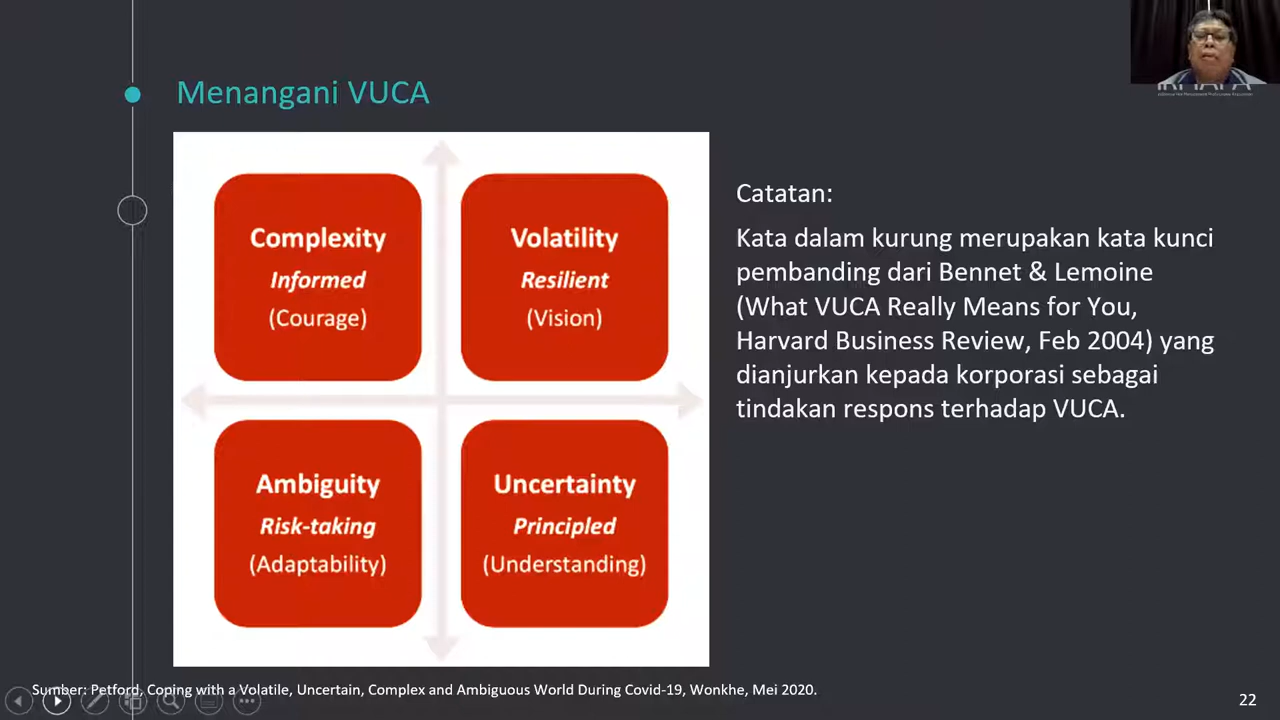 Menangani VUCA
Complexity
Informed
(Courage)
Volatility
Resilient
(Vision)
Ambiguity
Risk-taking
(Adaptability)
Uncertainty
Principled
(Understanding)
Catatan:
Kata dalam kurung merupakan kata kunci
pembanding dari Bennet & Lemoine
(What VUCA Really Means for You,
Harvard Business Review, Feb 2004) yang
dianjurkan kepada korporasi sebagai
tindakan respons terhadap VUCA.
Sumber: Petford, Coping with a Volatile, Uncertain, Complex and Ambiguous World During Covid-19, Wonkhe, Mei 2020.
22